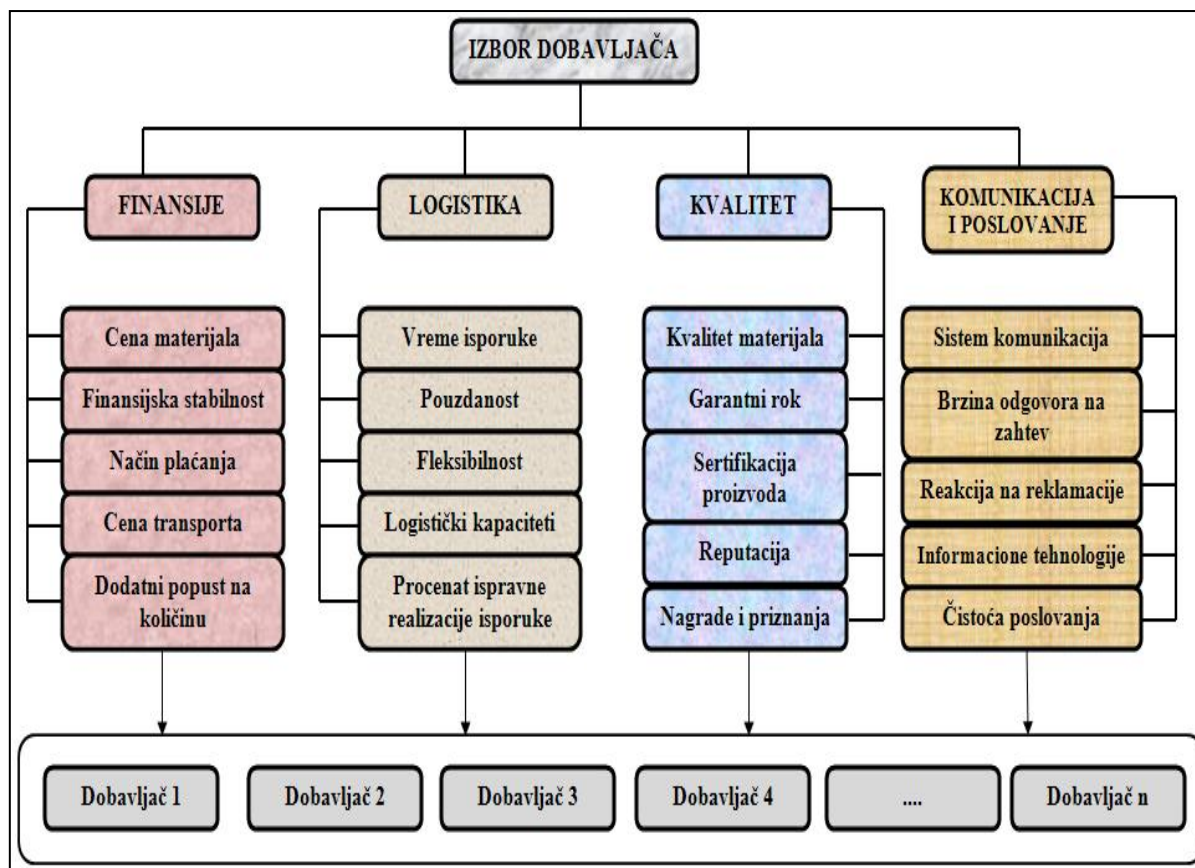 IZBOR DOBAVLJAČA
FINANSIJE
Cena materijala
Finansijska stabilnost
Način plaćanja
Cena transporta
Dodatni popust na
količinu
LOGISTIKA
Vreme isporuke
Pouzdanost
Fleksibilnost
Logistički kapaciteti
Procenat ispravne
realizacije isporuke
KVALITET
Kvalitet materijala
Garantni rok
Sertifikacija
proizvoda
Reputacija
Nagrade i priznanja
KOMUNIKACIJA
I POSLOVANJE
Sistem komunikacija
Brzina odgovora na
zahtev
Reakcija na reklamacije
Informacione tehnologije
Čistoća poslovanja
Dobavljač 1
Dobavljač 2
Dobavljač 3
Dobavljač 4
....
Dobavljač n